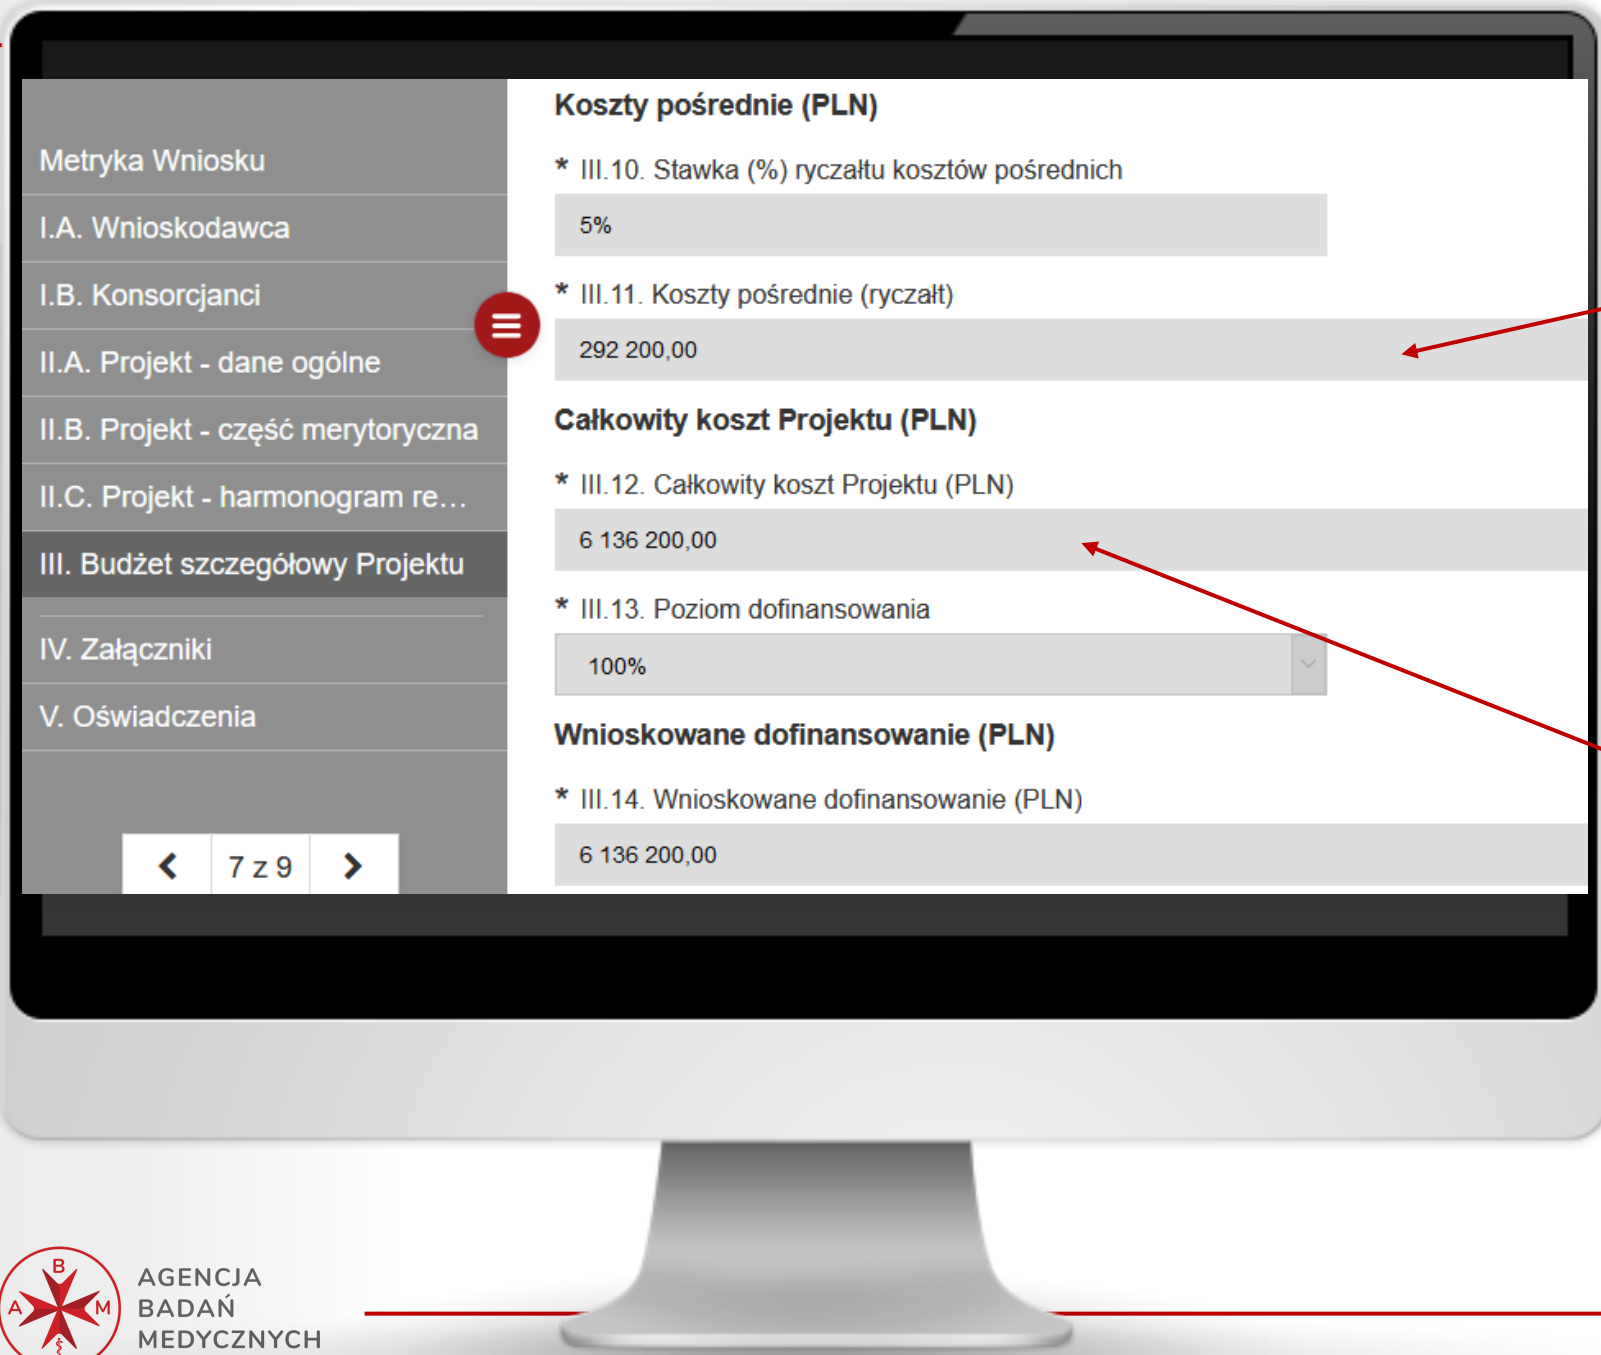 Metryka Wniosku
I.A. Wnioskodawca
I.B. Konsorcjanci
II.A. Projekt - dane ogólne
II.B. Projekt - część merytoryczna
II.C. Projekt - harmonogram re...
III. Budżet szczegółowy Projektu
IV. Załączniki
V. Oświadczenia
7 z 9
Koszty pośrednie (PLN)
* III.10. Stawka (%) ryczałtu kosztów pośrednich
5%
* III.11. Koszty pośrednie (ryczałt)
292 200,00
Całkowity koszt Projektu (PLN)
* III.12. Całkowity koszt Projektu (PLN)
6 136 200,00
* III.13. Poziom dofinansowania
100%
Wnioskowane dofinansowanie (PLN)
* III.14. Wnioskowane dofinansowanie (PLN)
6 136 200,00
A B M
AGENCJA
BADAŃ
MEDYCZNYCH